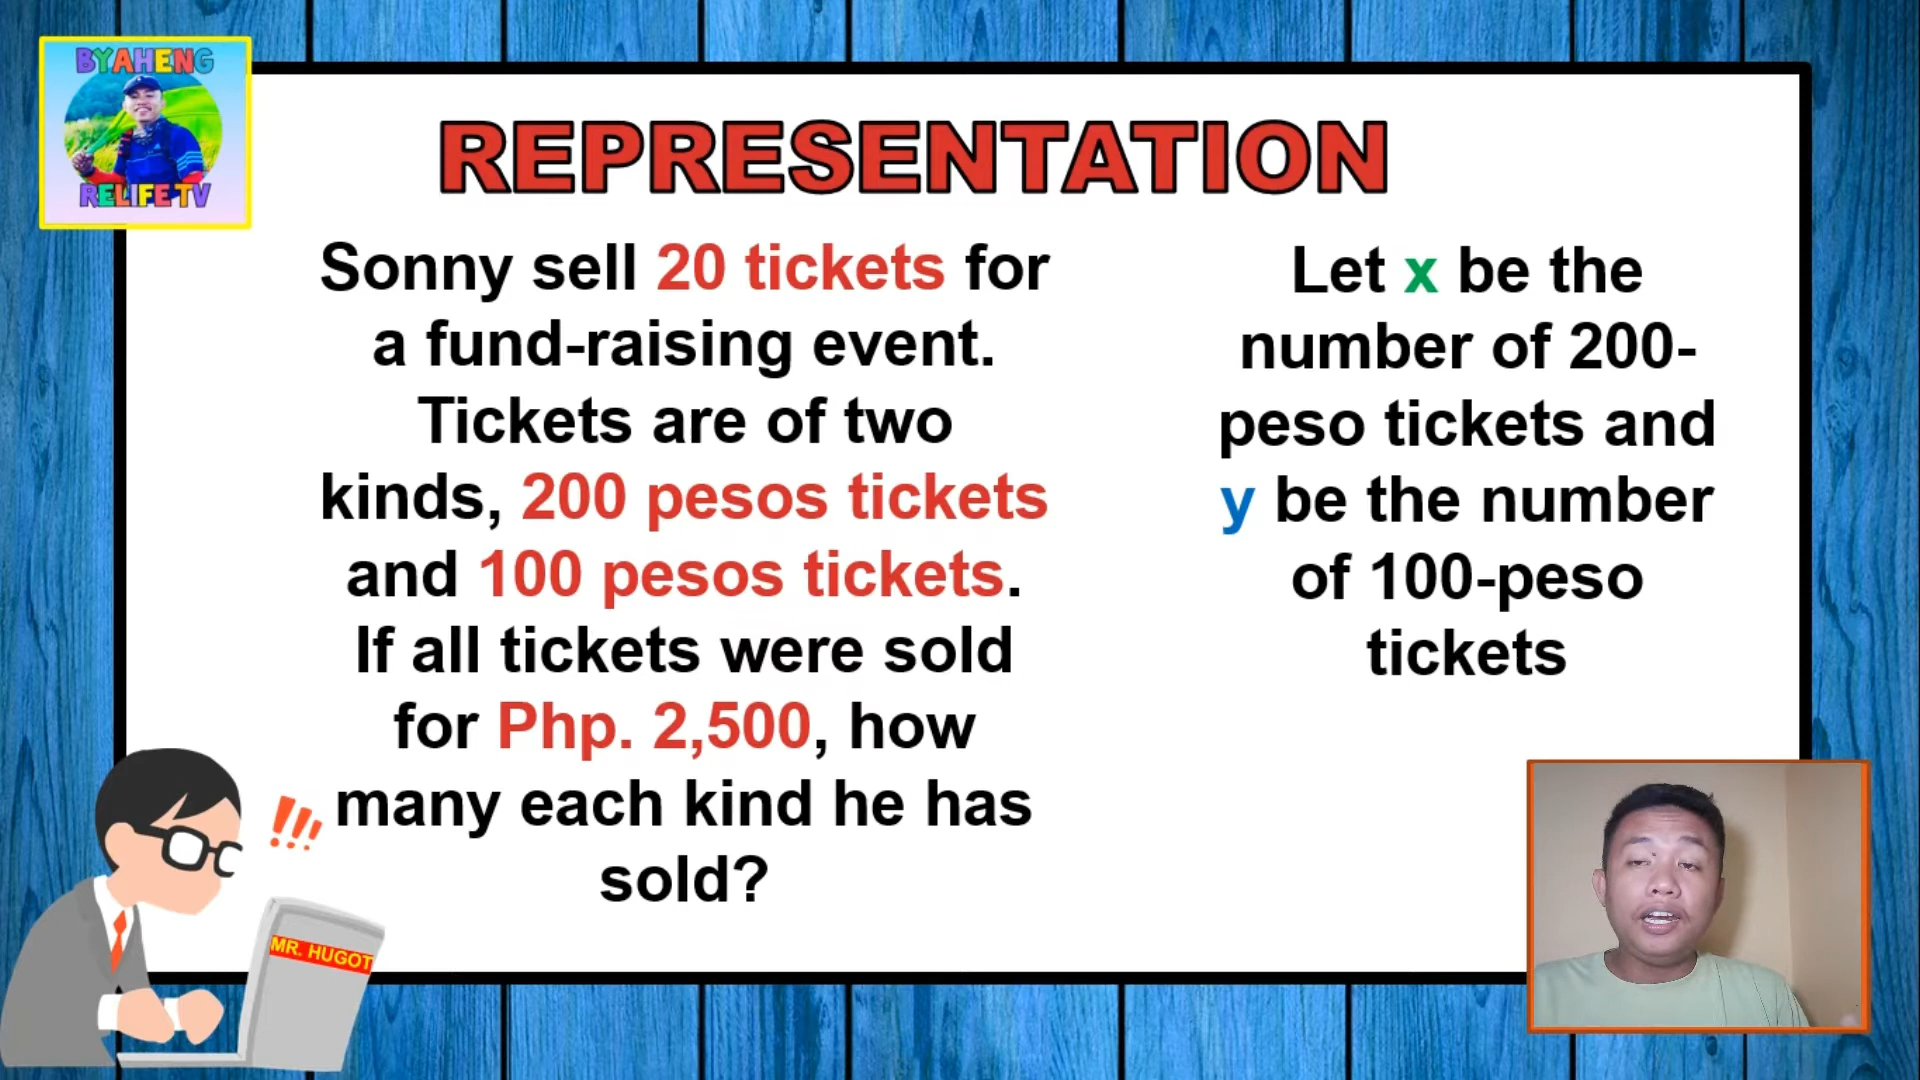 BYAHENG
RELIFE TV
REPRESENTATION
Sonny sell 20 tickets for
a fund-raising event.
Tickets are of two
kinds, 200 pesos tickets
and 100 pesos tickets.
If all tickets were sold
for Php. 2,500, how
many each kind he has
sold?
Let x be the
number of 200-
peso tickets and
y be the number
of 100-peso
tickets
!!!
MR. HUGOT